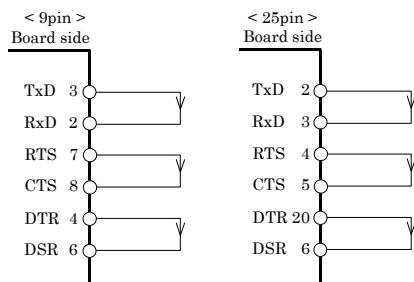 < 9pin >
Board side
TxD 3
RxD 2
RTS 7
CTS 8
DTR 4
DSR 6
< 25pin >
Board side
TxD 2
RxD 3
RTS 4
CTS 5
DTR 20
DSR 6